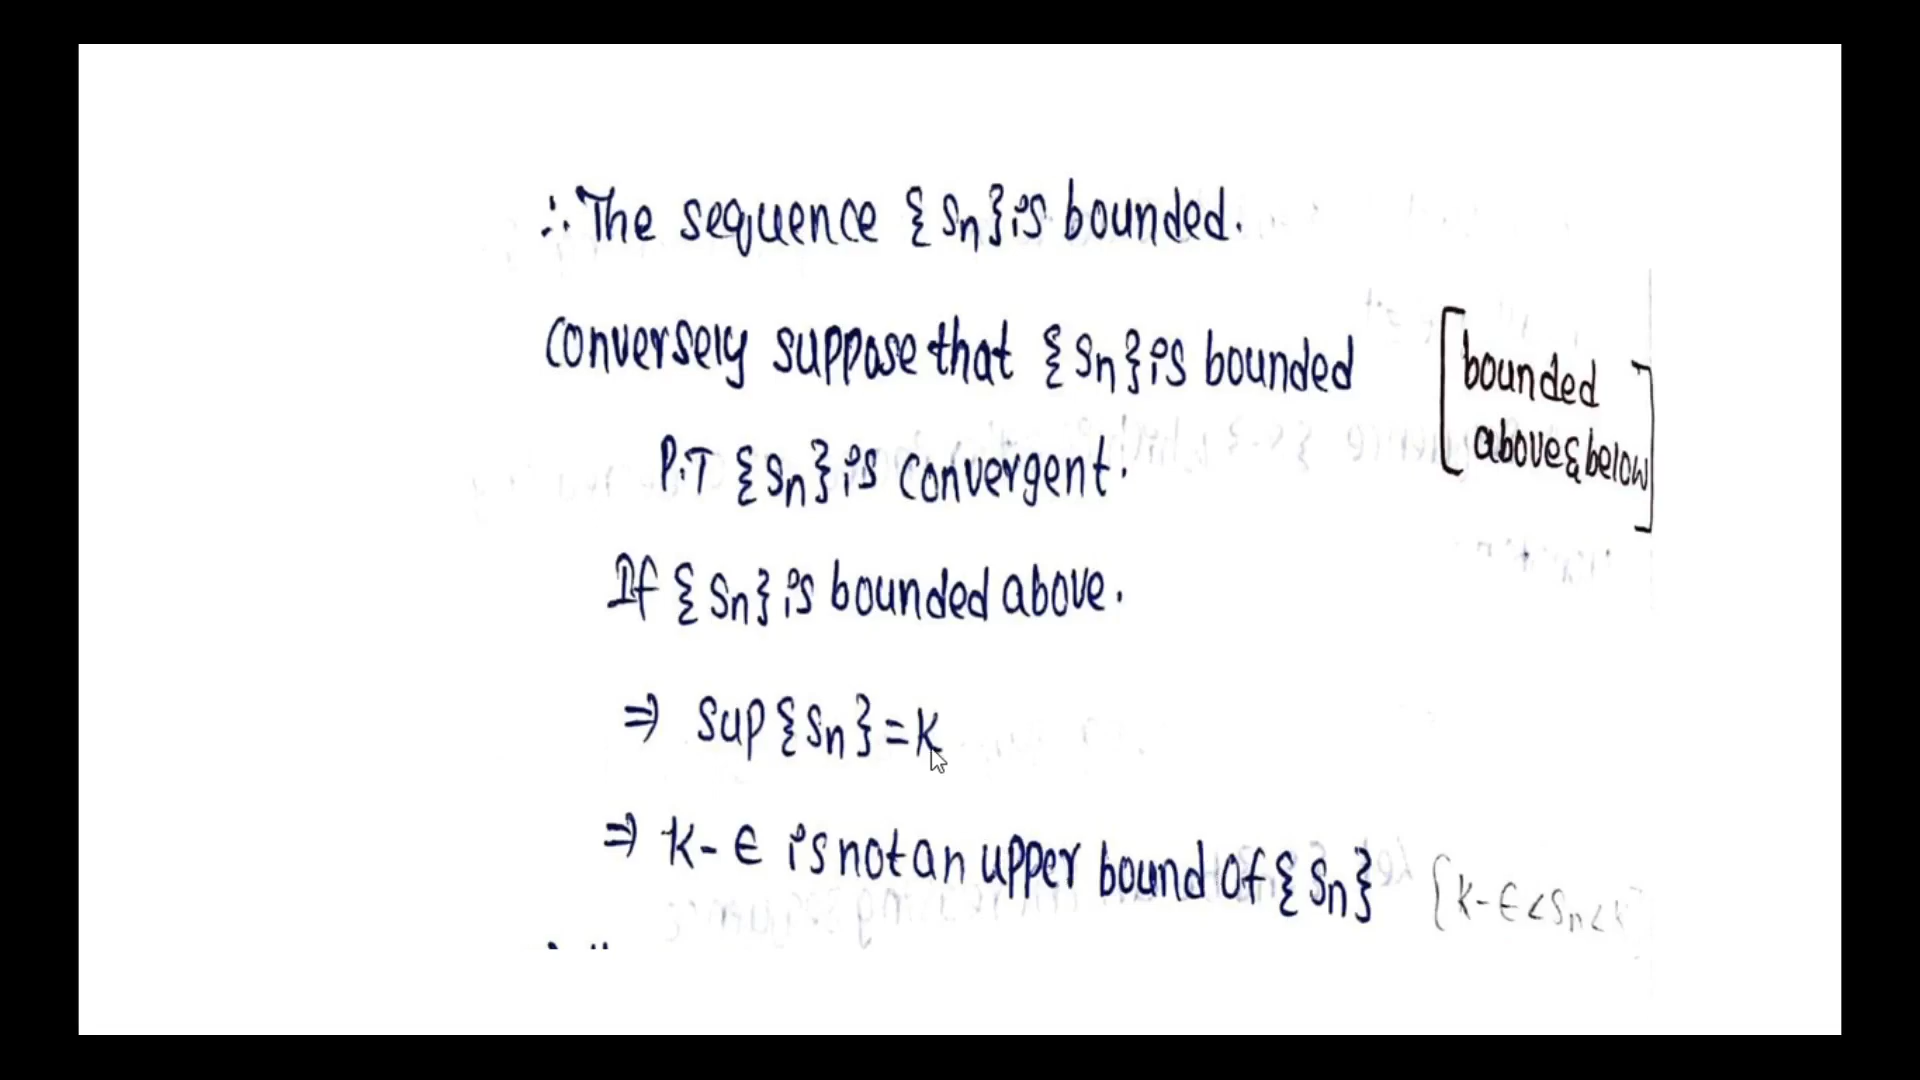 ∴ The sequence {Sn} is bounded.
conversely suppose that {Sn} is bounded
[bounded above & below]
P.T {Sn} is convergent.
If {Sn} is bounded above.
⇒ Sup {Sn} = K
⇒ K - ∈ is not an upper bound of {Sn}
{K - ∈ < Sn <